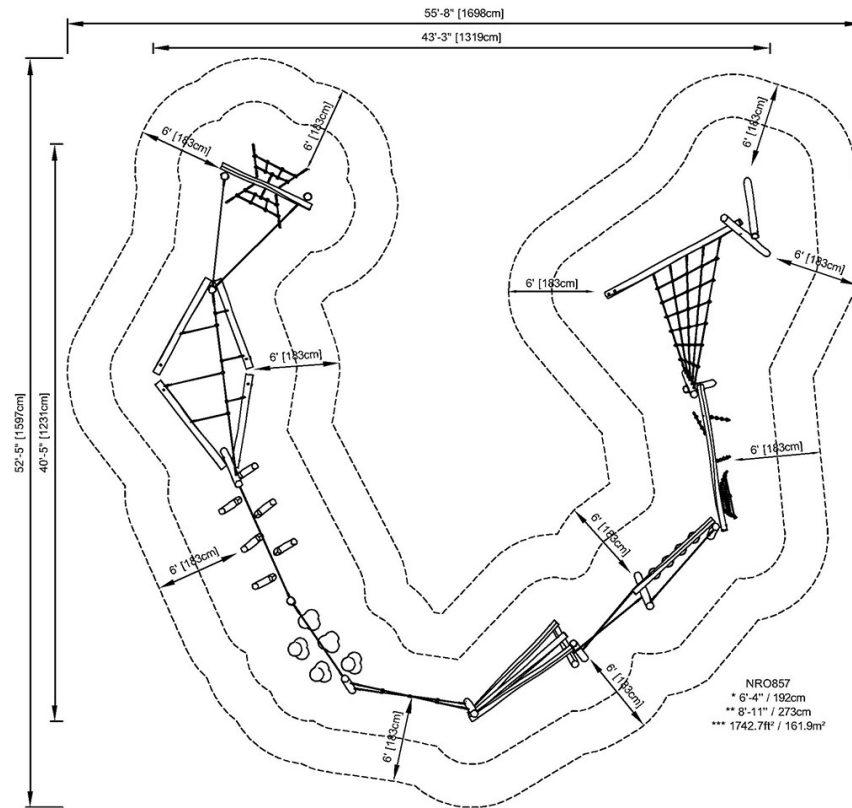 55'-8" [1698cm]
43'-3" [1319cm]
52'-5" [1597cm]
40'-5" [1231cm]
6' [183cm]
6' [183cm]
6' [183cm]
6' [183cm]
6' [183cm]
6' [183cm]
6' [183cm]
6' [183cm]
6' [183cm]
6' [183cm]
6' [183cm]
NRO857
* 6'-4" / 192cm
** 8'-11" / 273cm
*** 1742.7ft² / 161.9m²